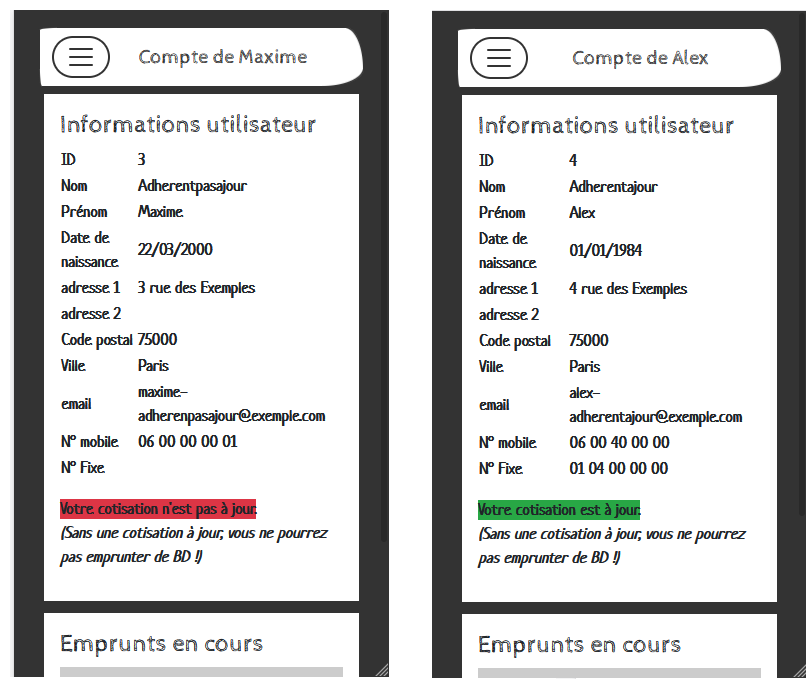 Compte de Maxime
Informations utilisateur
ID 3
Nom Adherentpasajour
Prénom Maxime
Date de
naissance 22/03/2000
adresse 1 3 rue des Exemples
adresse 2
Code postal 75000
Ville Paris
email maxime-
adherenpasajour@exemple.com
N° mobile 06 00 00 00 01
N° Fixe
Votre cotisation n'est pas à jour.
(Sans une cotisation à jour, vous ne pourrez
pas emprunter de BD !)
Emprunts en cours
Compte de Alex
Informations utilisateur
ID 4
Nom Adherentajour
Prénom Alex
Date de
naissance 01/01/1984
adresse 1 4 rue des Exemples
adresse 2
Code postal 75000
Ville Paris
email alex-
adherentajour@exemple.com
N° mobile 06 00 40 00 00
N° Fixe 01 04 00 00 00
Votre cotisation est à jour.
(Sans une cotisation à jour, vous ne pourrez
pas emprunter de BD !)
Emprunts en cours